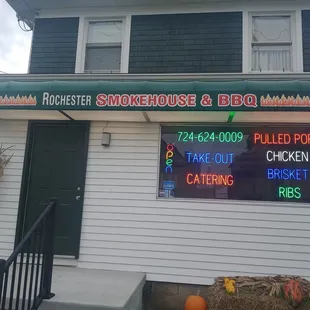 ROCHESTER SMOKEHOUSE & BBQ
724-624-0009
TAKE-OUT
CATERING
OPEN
PULLED POR
CHICKEN
BRISKET
RIBS